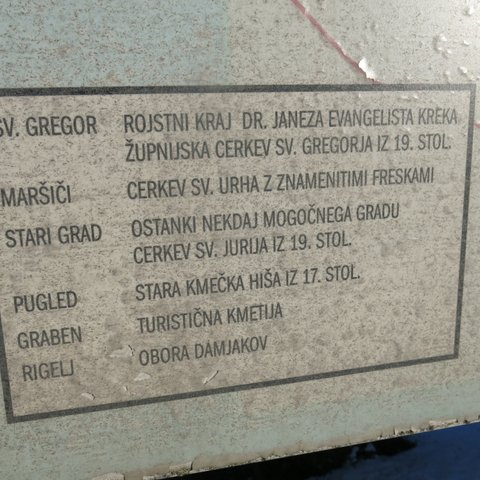 SV. GREGOR ROJSTNI KRAJ DR. JANEZA EVANGELISTA KREKA
ŽUPNIJSKA CERKEV SV. GREGORJA IZ 19. STOL.
MARŠIČI CERKEV SV. URHA Z ZNAMENITIMI FRESKAMI
STARI GRAD OSTANKI NEKDAJ MOGOČNEGA GRADU
CERKEV SV. JURIJA IZ 19. STOL.
PUGLED STARA KMEČKA HIŠA IZ 17. STOL.
GRABEN TURISTIČNA KMETIJA
RIGELJ OBORA DAMJAKOV